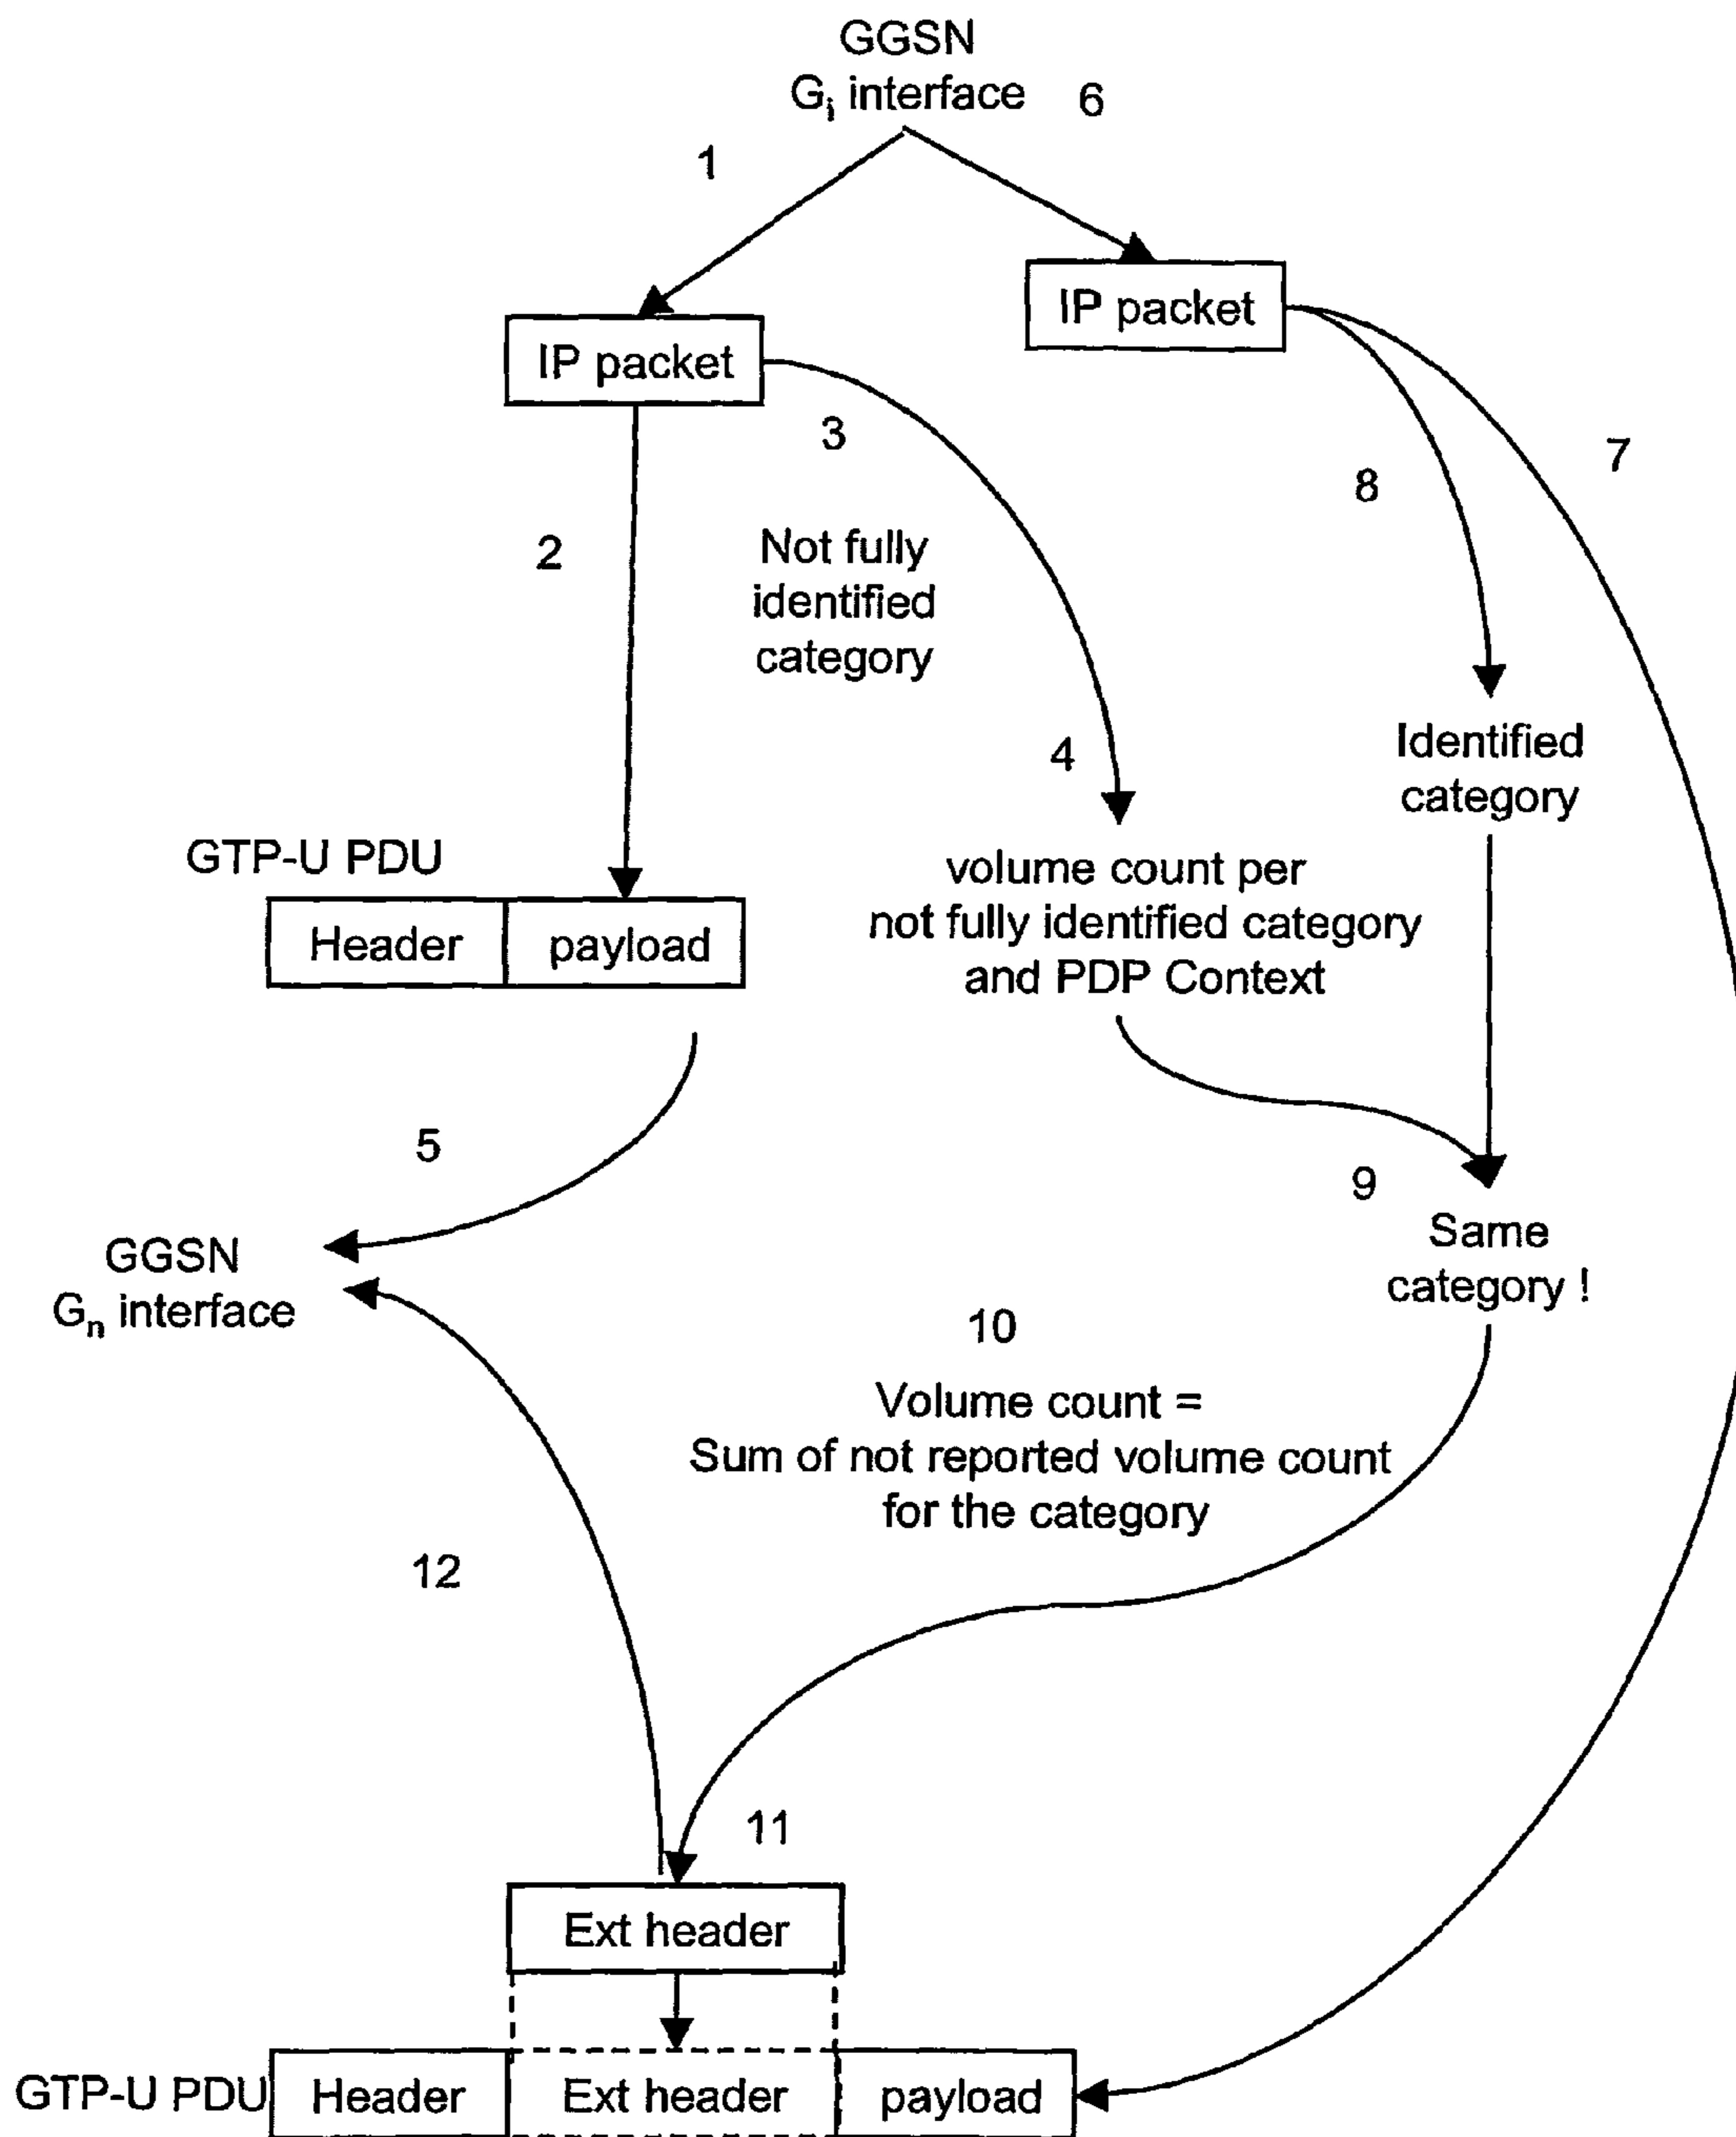 GGSN
Gi interface 6
1
IP packet
IP packet
3
7
8
2
Not fully
identified
category
4
Identified
category
GTP-U PDU
volume count per
not fully identified category
and PDP Context
Header payload
5
9
Same
category !
GGSN
Gn interface
10
Volume count =
Sum of not reported volume count
for the category
12
11
Ext header
GTP-U PDU Header Ext header payload